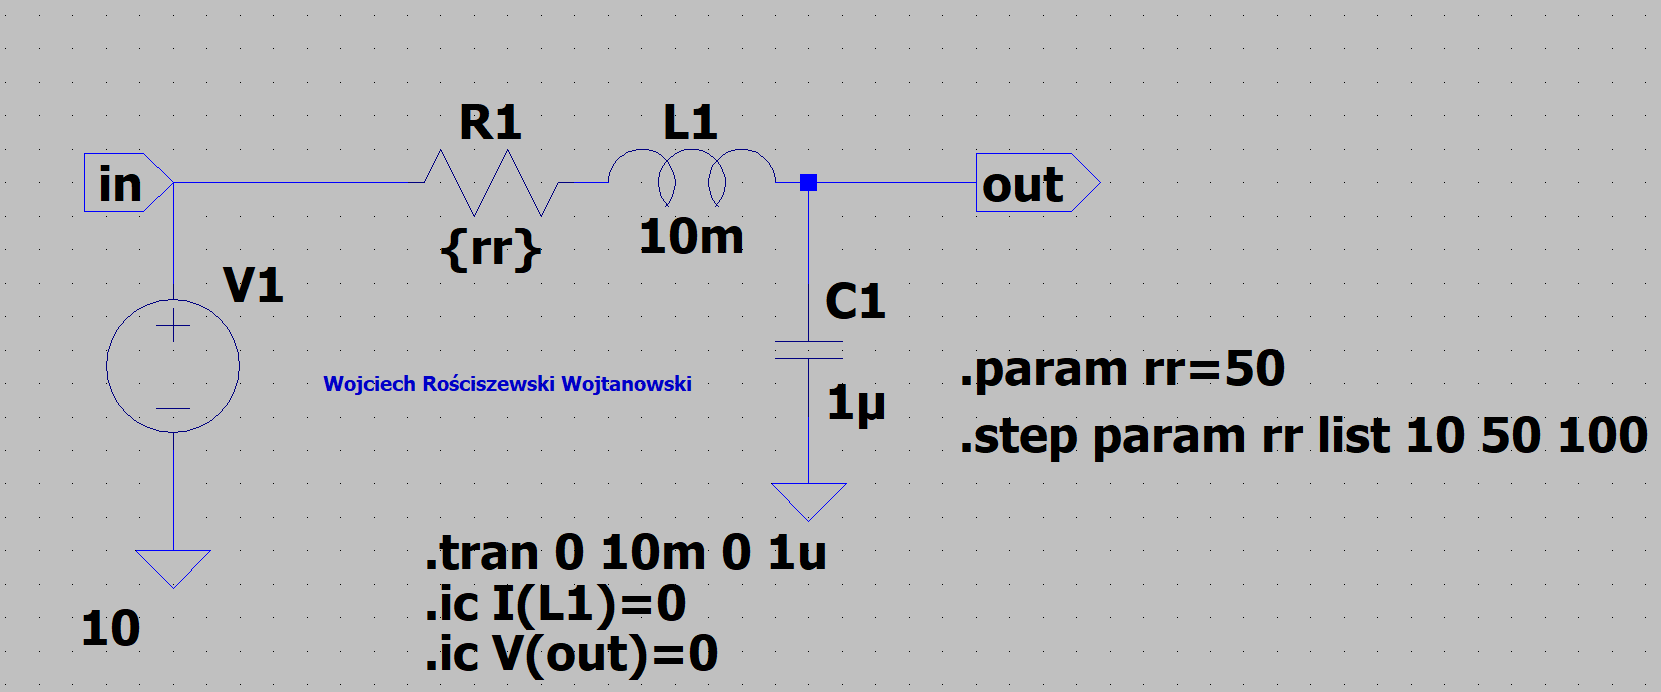 R1
L1
in
out
{rr}
10m
V1
C1
Wojciech Rościszewski Wojtanowski
1µ
.param rr=50
.step param rr list 10 50 100
.tran 0 10m 0 1u
.ic I(L1)=0
.ic V(out)=0
10